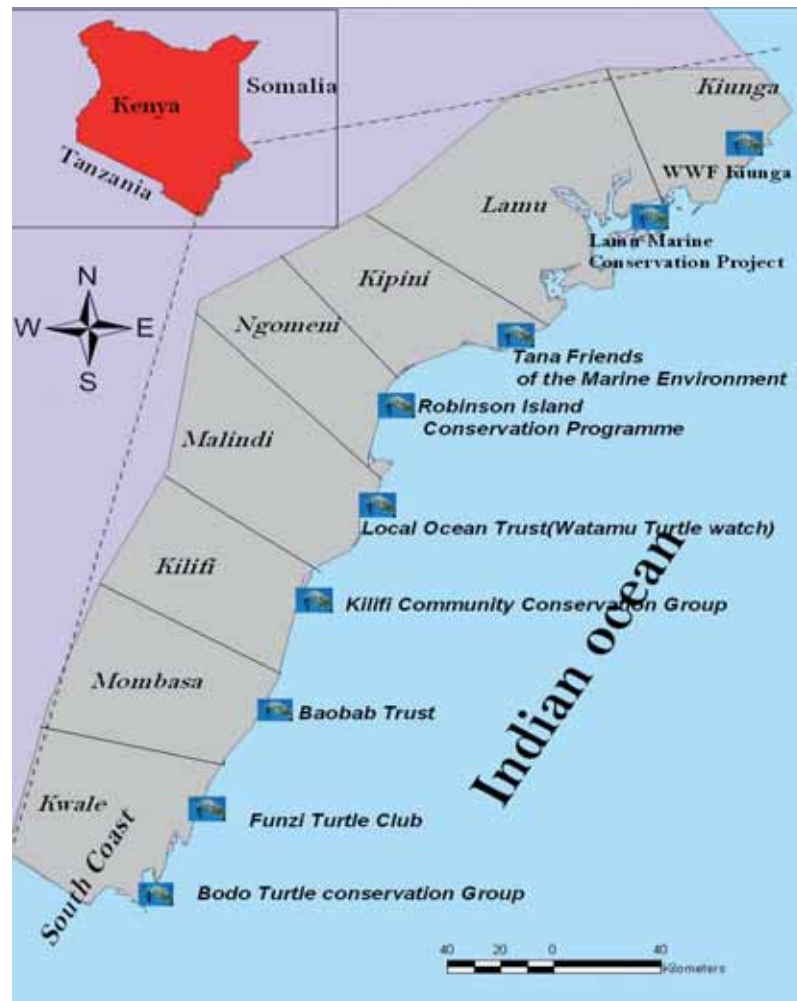 Somalia
Kenya
Tanzania
Kiunga
WWF Kiunga
Lamu
Lamu Marine
Conservation Project
N
W E
S
Kipini
Ngomeni
Tana Friends
of the Marine Environment
Robinson Island
Conservation Programme
Malindi
Local Ocean Trust(Watamu Turtle watch)
Kilifi
Kilifi Community Conservation Group
Indian ocean
Mombasa
Baobab Trust
Kwale
Funzi Turtle Club
South Coast
Bodo Turtle conservation Group
40 20 0 40
Kilometers